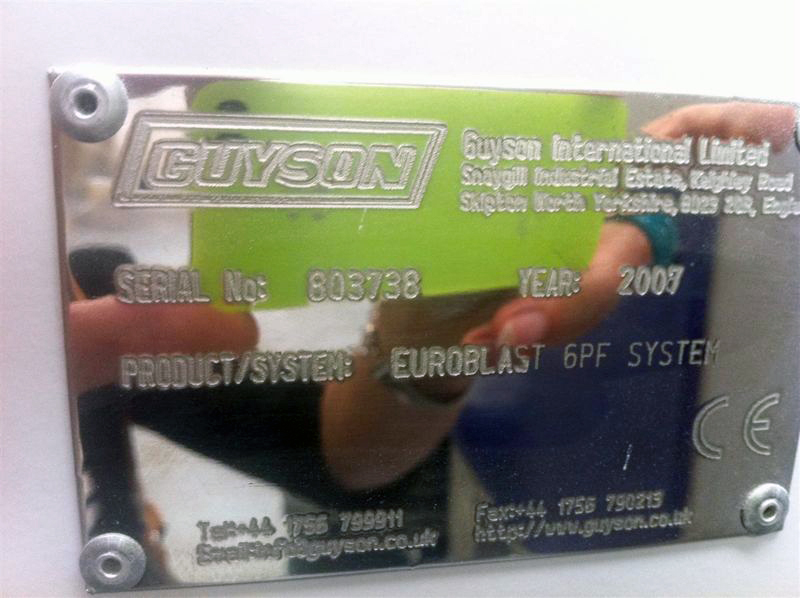 GUYSON
Guyson International Limited
Snaygill Industrial Estate, Keighley Road
Skipton North Yorkshire, BD23 2QR, Engla
SERIAL No: 803738 YEAR: 2007
PRODUCT/SYSTEM: EUROBLAST 6PF SYSTEM
CE
Tel:+44 1756 799911
Email:info@guyson.co.uk
Fax:+44 1756 790213
http://www.guyson.co.uk